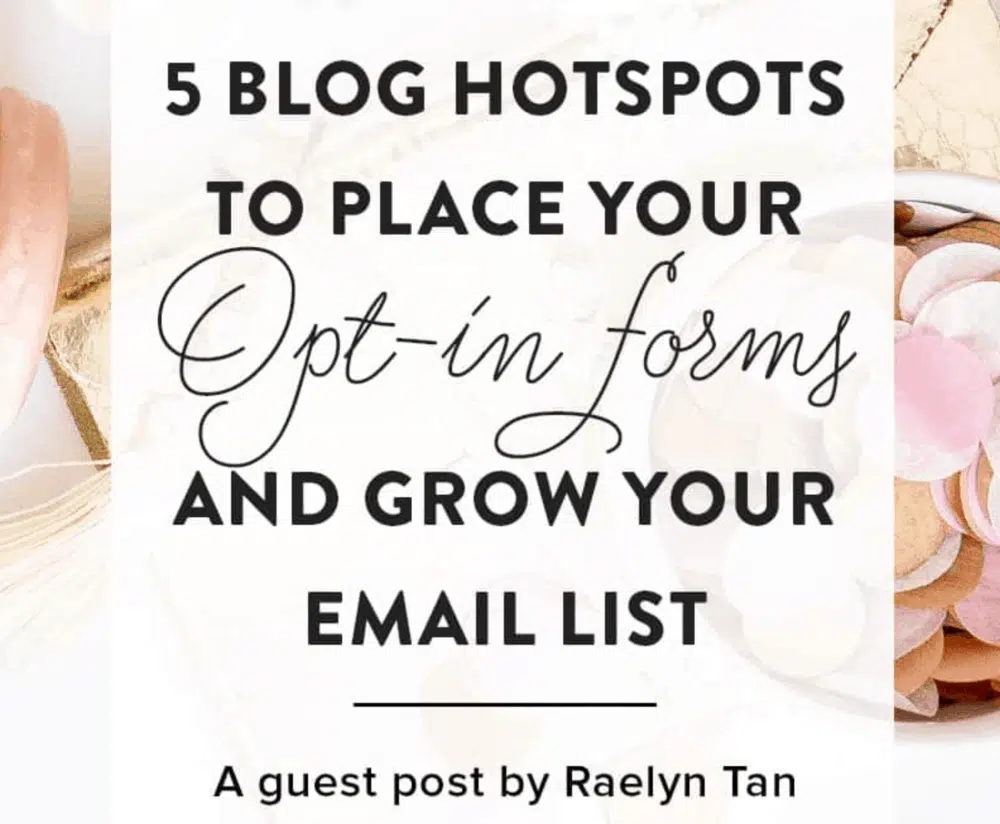 5 BLOG HOTSPOTS
TO PLACE YOUR
Opt-in forms
AND GROW YOUR
EMAIL LIST
A guest post by Raelyn Tan